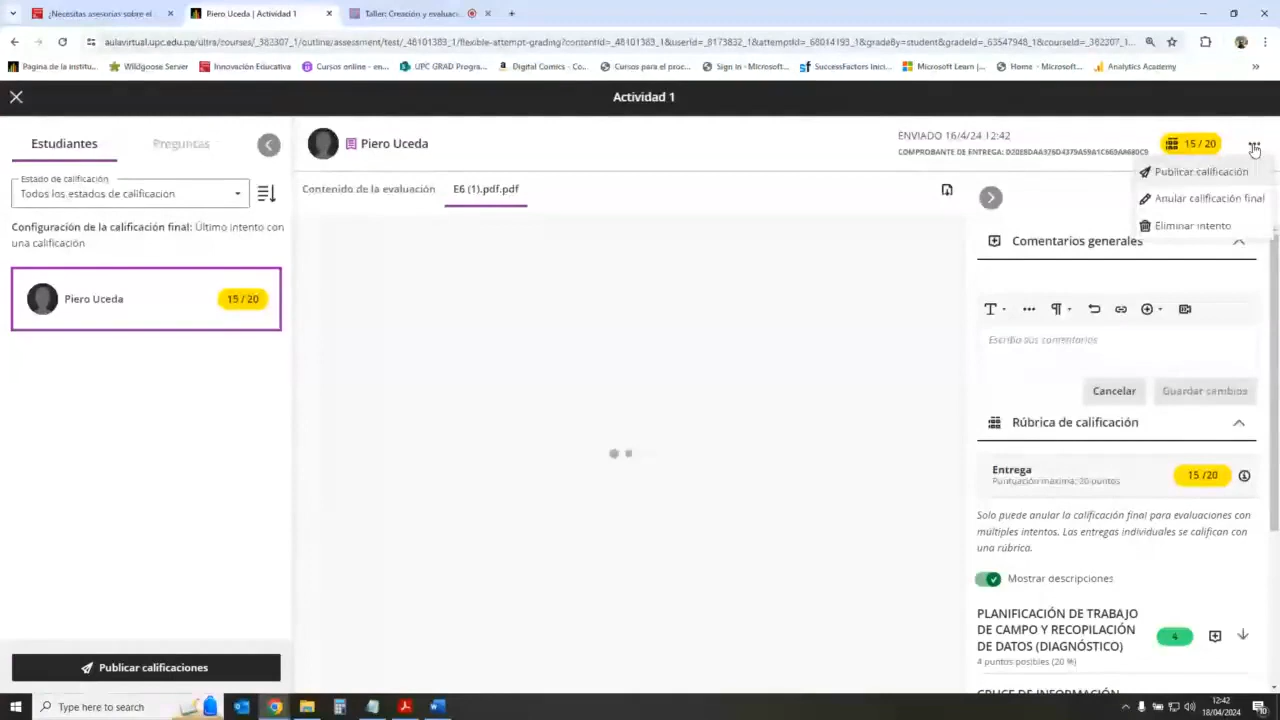 ¿Necesitas asesorías sobre el
Piero Uceda | Actividad 1
Taller: Creación y evaluac
aulavirtual.upc.edu.pe/ultra/courses/_382307_1/outline/assessment/test/_48101383_1/flexible-attempt-grading?contentId=_48101383_1&userId=_8173832_1&attemptId=_68014193_1&gradeBy=student&gradeId=_63547948_1&courseId=_382307_1...
Página de la Institu...
Wildgoose Server
Innovación Educativa
Cursos online - en...
UPC GRAD Progra...
Digital Comics - Co...
Cursos para el proc...
Sign In - Microsoft...
SuccessFactors Inici...
Microsoft Learn |...
Home - Microsoft...
Analytics Academy
Actividad 1
Estudiantes
Preguntas
Piero Uceda
ENVIADO 16/4/24 12:42
COMPROBANTE DE ENTREGA:
15 / 20
Publicar calificación
Anular calificación final
Eliminar intento
Estado de calificación
Todos los estados de calificación
Contenido de la evaluación
E6 (1).pdf.pdf
Configuración de la calificación final: Último intento con
una calificación
Piero Uceda
15 / 20
Comentarios generales
Escriba sus comentarios
Cancelar
Guardar cambios
Rúbrica de calificación
Entrega
Puntuación máxima: 20 puntos
15 /20
Solo puede anular la calificación final para evaluaciones con
múltiples intentos. Las entregas individuales se califican con
una rúbrica.
Mostrar descripciones
PLANIFICACIÓN DE TRABAJO
DE CAMPO Y RECOPILACIÓN
DE DATOS (DIAGNÓSTICO)
4
4 puntos posibles (20 %)
CRUCE DE INFORMACIÓN
Publicar calificaciones
Type here to search
12:42
18/04/2024